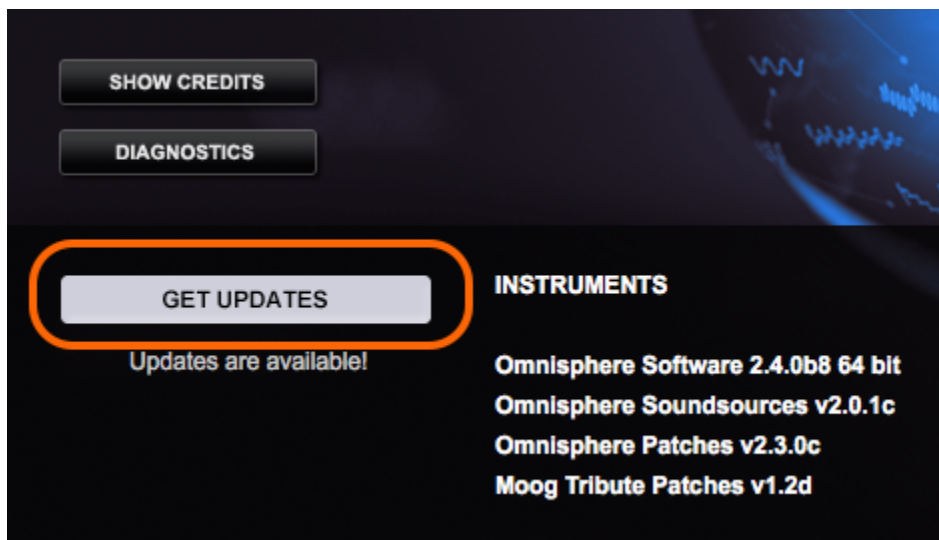 SHOW CREDITS
DIAGNOSTICS
GET UPDATES
Updates are available!
INSTRUMENTS
Omnisphere Software 2.4.0b8 64 bit
Omnisphere Soundsources v2.0.1c
Omnisphere Patches v2.3.0c
Moog Tribute Patches v1.2d